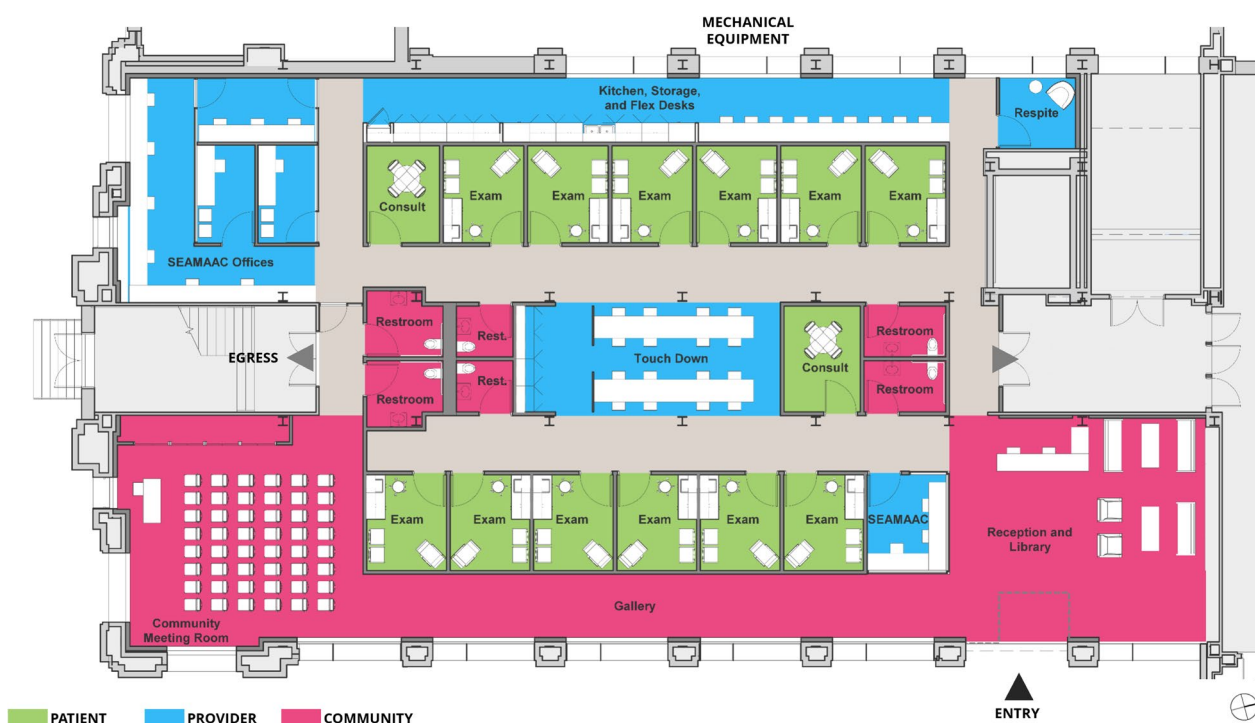 MECHANICAL
EQUIPMENT
Kitchen, Storage,
and Flex Desks
Respite
Consult
Exam
Exam
Exam
Exam
Exam
Exam
SEAMAAC Offices
Restroom
Rest.
Restroom
EGRESS
Touch Down
Consult
Restroom
Rest.
Restroom
Exam
Exam
Exam
Exam
Exam
Exam
SEAMAAC
Reception and
Library
Gallery
Community
Meeting Room
ENTRY
PATIENT
PROVIDER
COMMUNITY